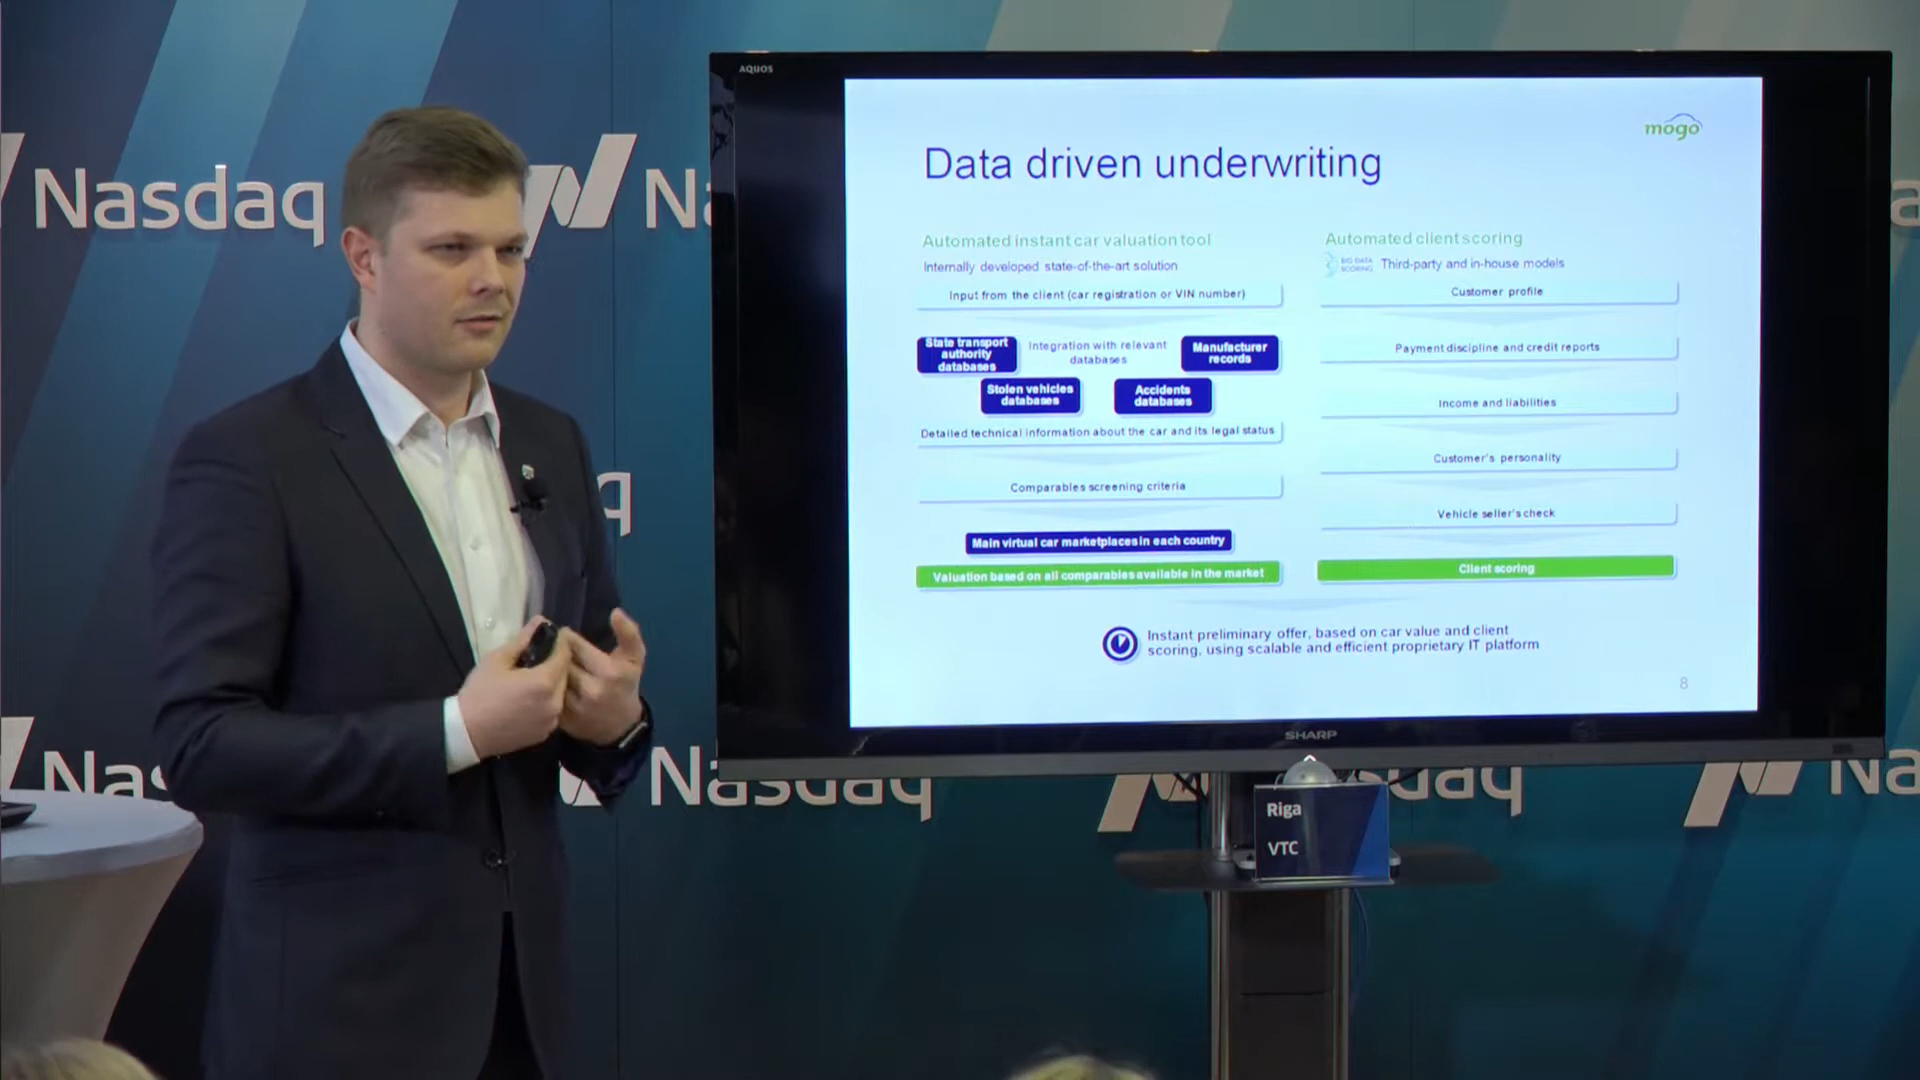 AQUOS
Nasdaq
Na
mogo
Data driven underwriting
Automated instant car valuation tool
Internally developed state-of-the-art solution
Input from the client (car registration or VIN number)
State transport
authority
databases
Integration with relevant
databases
Manufacturer
records
Stolen vehicles
databases
Accidents
databases
Detailed technical information about the car and its legal status
Comparables screening criteria
Main virtual car marketplaces in each country
Valuation based on all comparables available in the market
Automated client scoring
BIG DATA
SCORING
Third-party and in-house models
Customer profile
Payment discipline and credit reports
Income and liabilities
Customer's personality
Vehicle seller's check
Client scoring
Instant preliminary offer, based on car value and client
scoring, using scalable and efficient proprietary IT platform
8
SHARP
q
Nas
Nasdaq
sdaq
Na
Riga
VTC